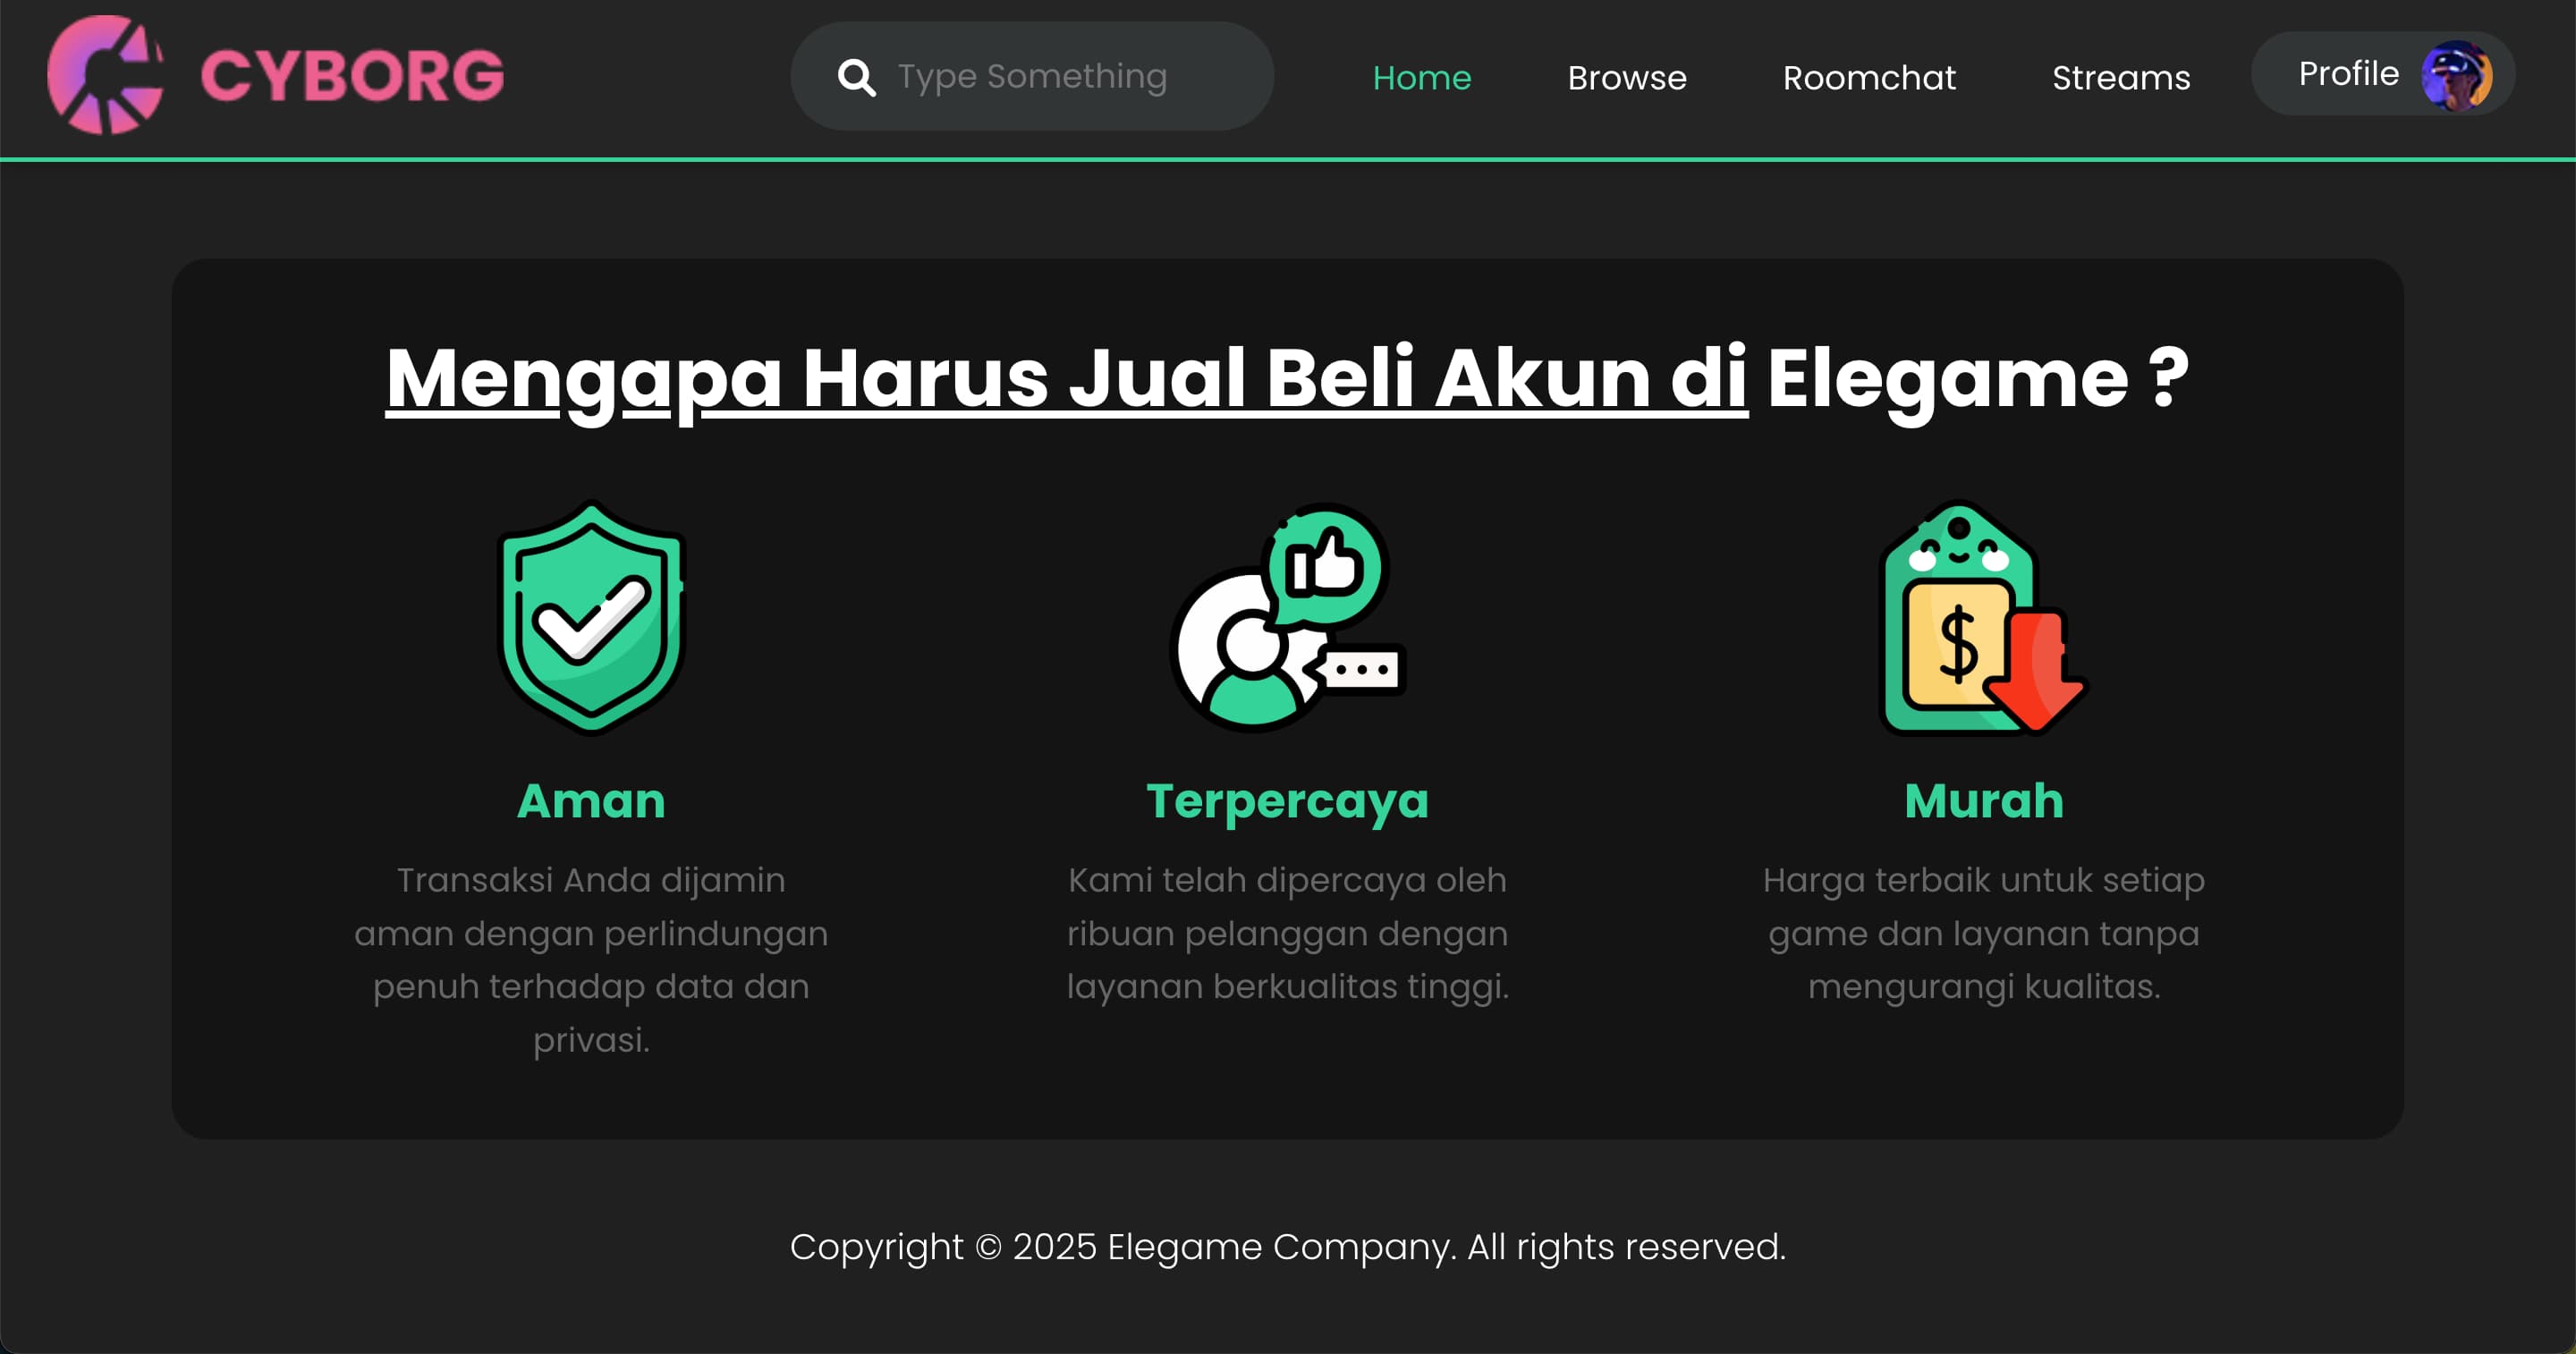 CYBORG
Type Something
Home
Browse
Roomchat
Streams
Profile
Mengapa Harus Jual Beli Akun di Elegame ?
$
Aman
Transaksi Anda dijamin
aman dengan perlindungan
penuh terhadap data dan
privasi.
Terpercaya
Kami telah dipercaya oleh
ribuan pelanggan dengan
layanan berkualitas tinggi.
Murah
Harga terbaik untuk setiap
game dan layanan tanpa
mengurangi kualitas.
Copyright © 2025 Elegame Company. All rights reserved.